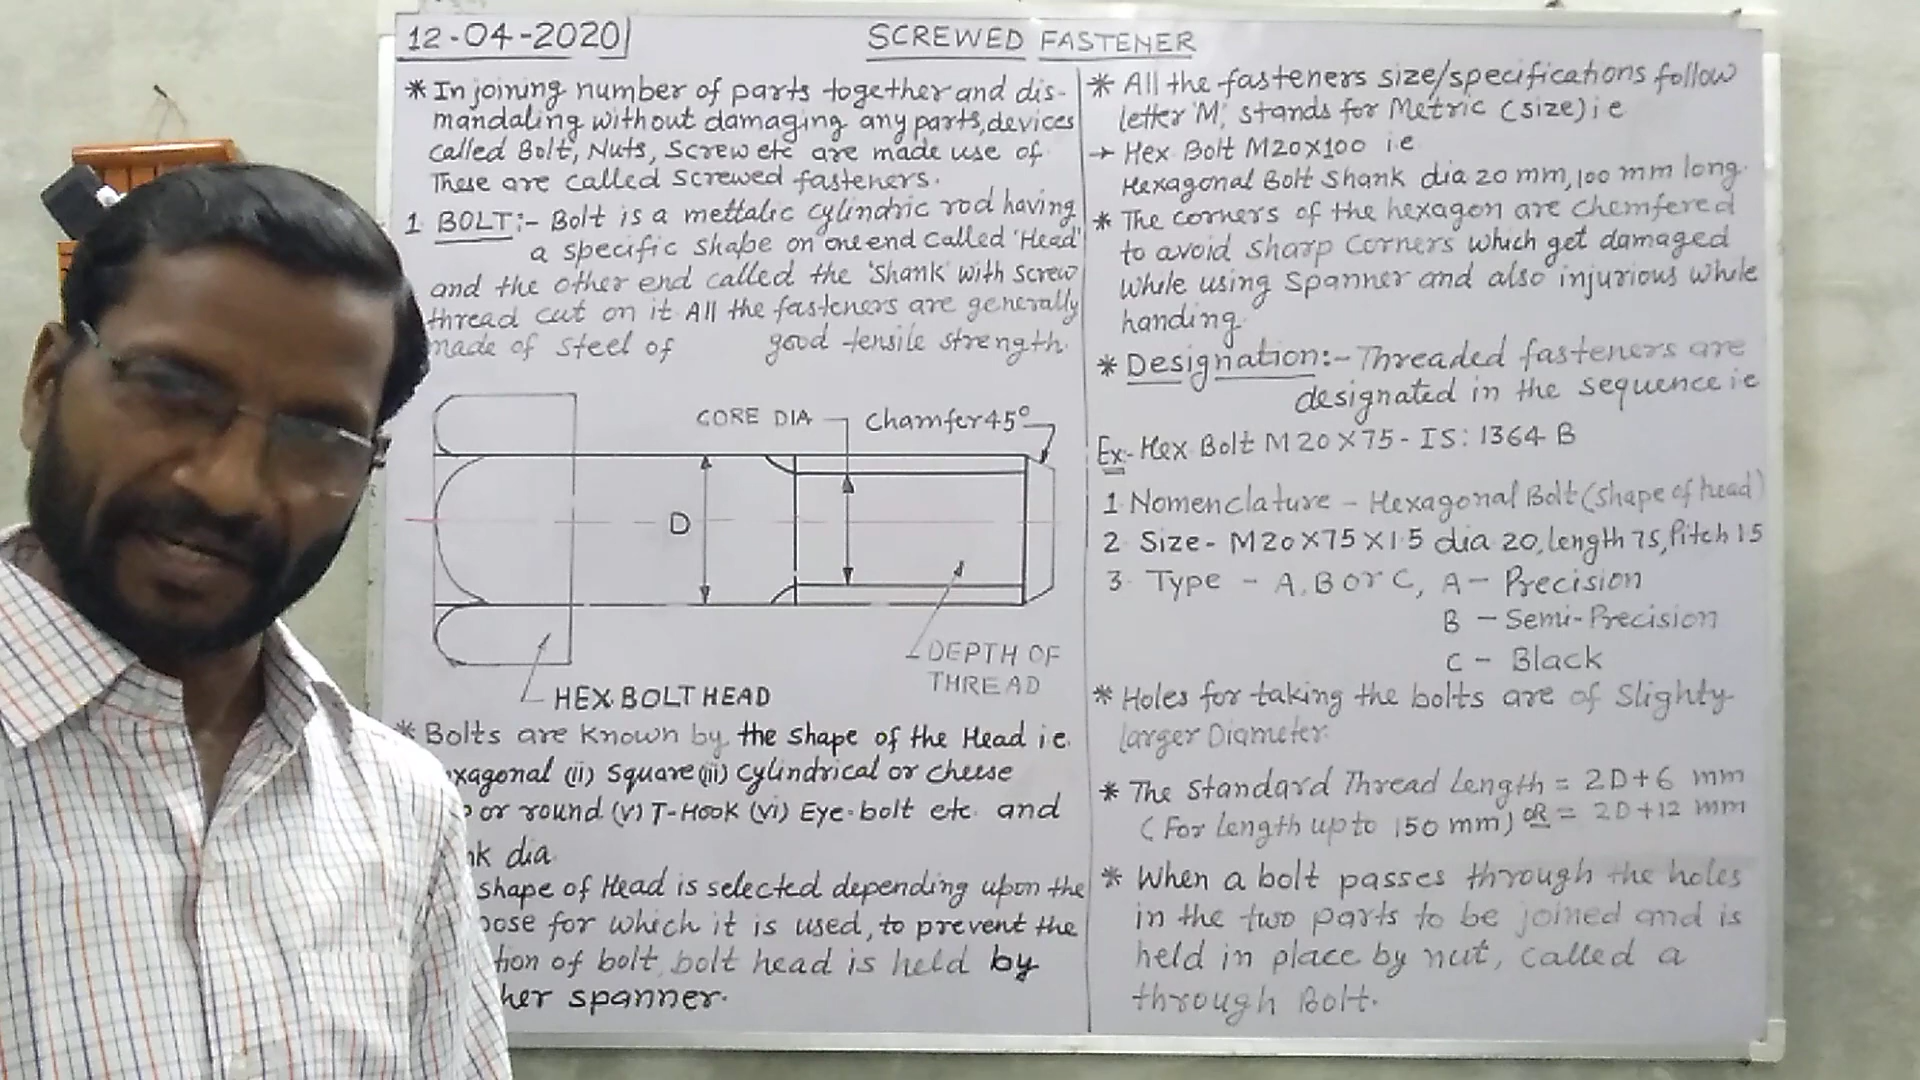 12-04-2020
SCREWED FASTENER
* In joining number of parts together and dis-
mandaling without damaging any parts, devices
called Bolt, Nuts, Screw etc are made use of
These are called screwed fasteners.
1. BOLT:- Bolt is a mettalic cylindric rod having
a specific shape on one end called 'Head'
and the other end called the 'Shank' with screw
thread cut on it All the fasteners are generally
made of steel of good tensile strength.
CORE DIA
Chamfer 45°
D
DEPTH OF
THREAD
HEX. BOLT HEAD
* Bolts are known by the shape of the Head i.e.
xagonal (ii) Square (iii) Cylindrical or cheese
or round (v) T-Hook (vi) Eye-bolt etc. and
dia.
shape of Head is selected depending upon the
for which it is used, to prevent the
of bolt, bolt head is held by
spanner.
* All the fasteners size/specifications follow
letter 'M', stands for Metric (size) i e
→ Hex Bolt M20x100 i.e
Hexagonal Bolt Shank dia 20 mm, 100 mm long.
* The corners of the hexagon are chemfered
to avoid sharp corners which get damaged
while using spanner and also injurious while
handing.
* Designation:- Threaded fasteners are
designated in the sequence i e
Ex:- Hex Bolt M 20 X 75 - IS: 1364 B
1. Nomenclature - Hexagonal Bolt (shape of head)
2. Size - M20 X 75 X 1.5 dia 20, length 75, Pitch 1.5
3. Type - A, B or C, A - Precision
B - Semi-Precision
C - Black
* Holes for taking the bolts are of Slighty
larger Diameter.
* The Standard Thread Length = 2D+6 mm
(For length up to 150 mm) OR = 2D+12 mm
* When a bolt passes through the holes
in the two parts to be joined and is
held in place by nut, called a
through Bolt.